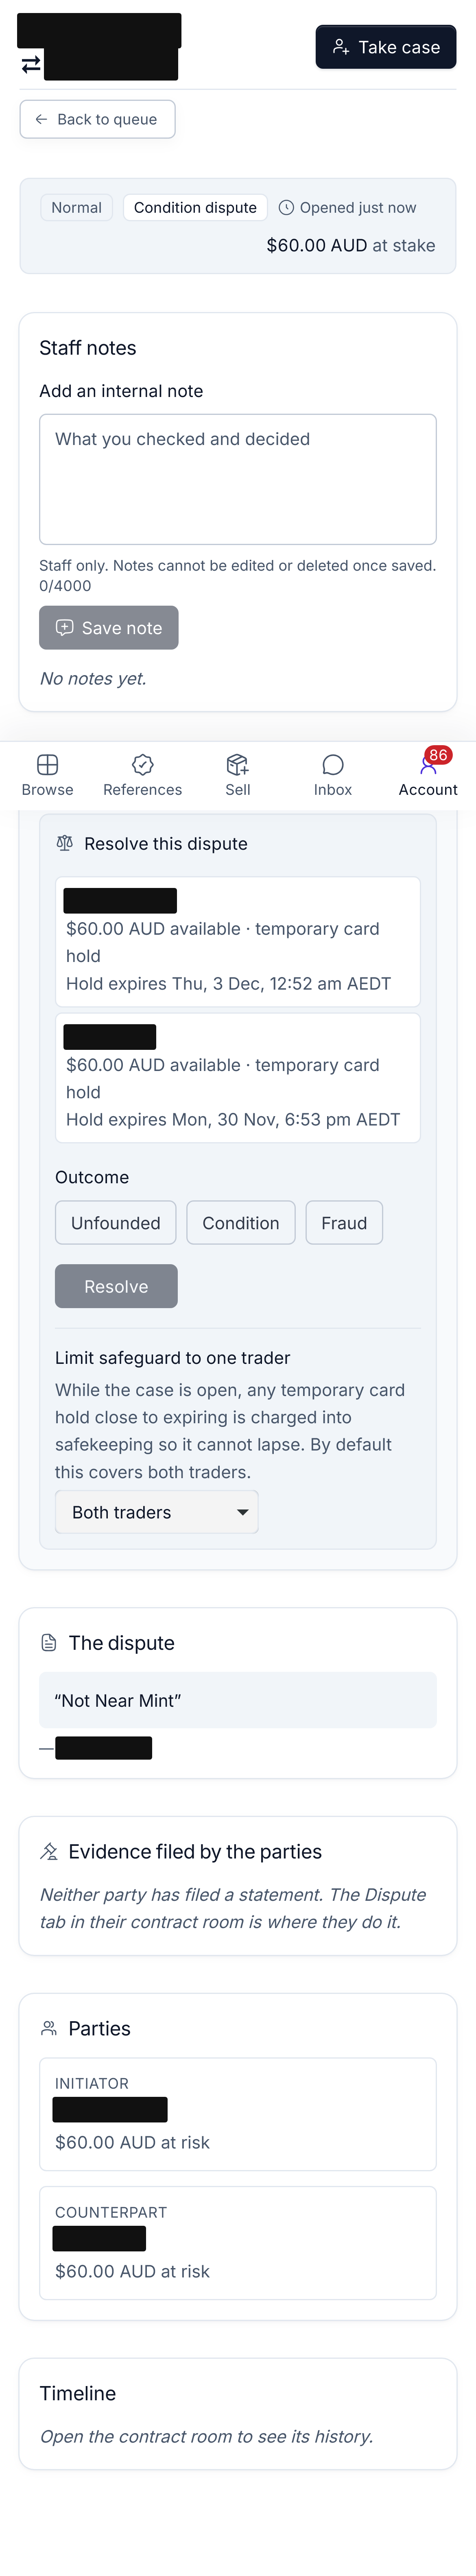 Take case
Back to queue
Normal
Condition dispute
Opened just now
$60.00 AUD at stake
Staff notes
Add an internal note
What you checked and decided
Staff only. Notes cannot be edited or deleted once saved.
0/4000
Save note
No notes yet.
Browse
References
Sell
Inbox
86
Account
Resolve this dispute
$60.00 AUD available · temporary card
hold
Hold expires Thu, 3 Dec, 12:52 am AEDT
$60.00 AUD available · temporary card
hold
Hold expires Mon, 30 Nov, 6:53 pm AEDT
Outcome
Unfounded
Condition
Fraud
Resolve
Limit safeguard to one trader
While the case is open, any temporary card
hold close to expiring is charged into
safekeeping so it cannot lapse. By default
this covers both traders.
Both traders
The dispute
“Not Near Mint”
—
Evidence filed by the parties
Neither party has filed a statement. The Dispute
tab in their contract room is where they do it.
Parties
INITIATOR
$60.00 AUD at risk
COUNTERPART
$60.00 AUD at risk
Timeline
Open the contract room to see its history.